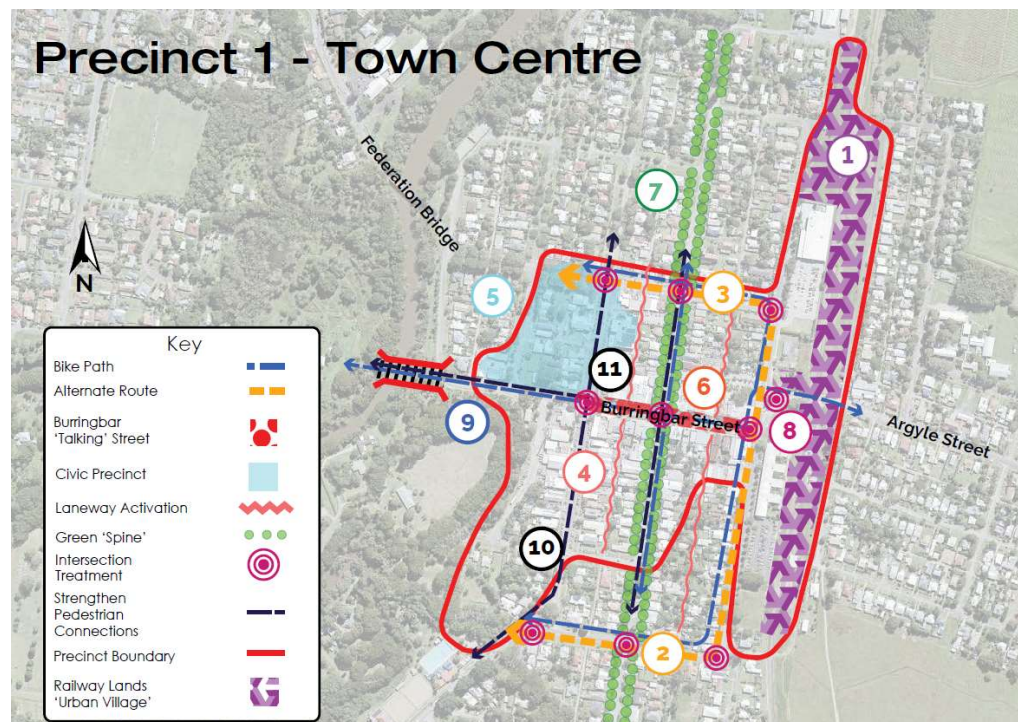 Precinct 1 - Town Centre
Federation Bridge
1
7
5
3
N
Key
Bike Path
Alternate Route
Burringbar
'Talking' Street
Civic Precinct
Laneway Activation
Green 'Spine'
Intersection
Treatment
Strengthen
Pedestrian
Connections
Precinct Boundary
Railway Lands
'Urban Village'
11
6
Burringbar Street
9
8
Argyle Street
4
10
2